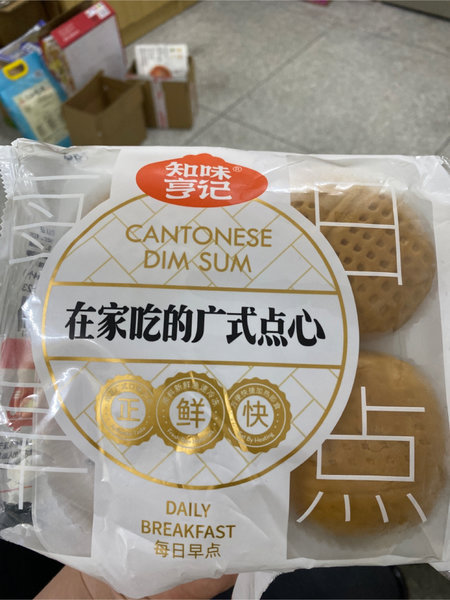 知味®
亨记
CANTONESE
DIM SUM
在家吃的广式点心
正
鲜
快
点
DAILY
BREAKFAST
每日早点